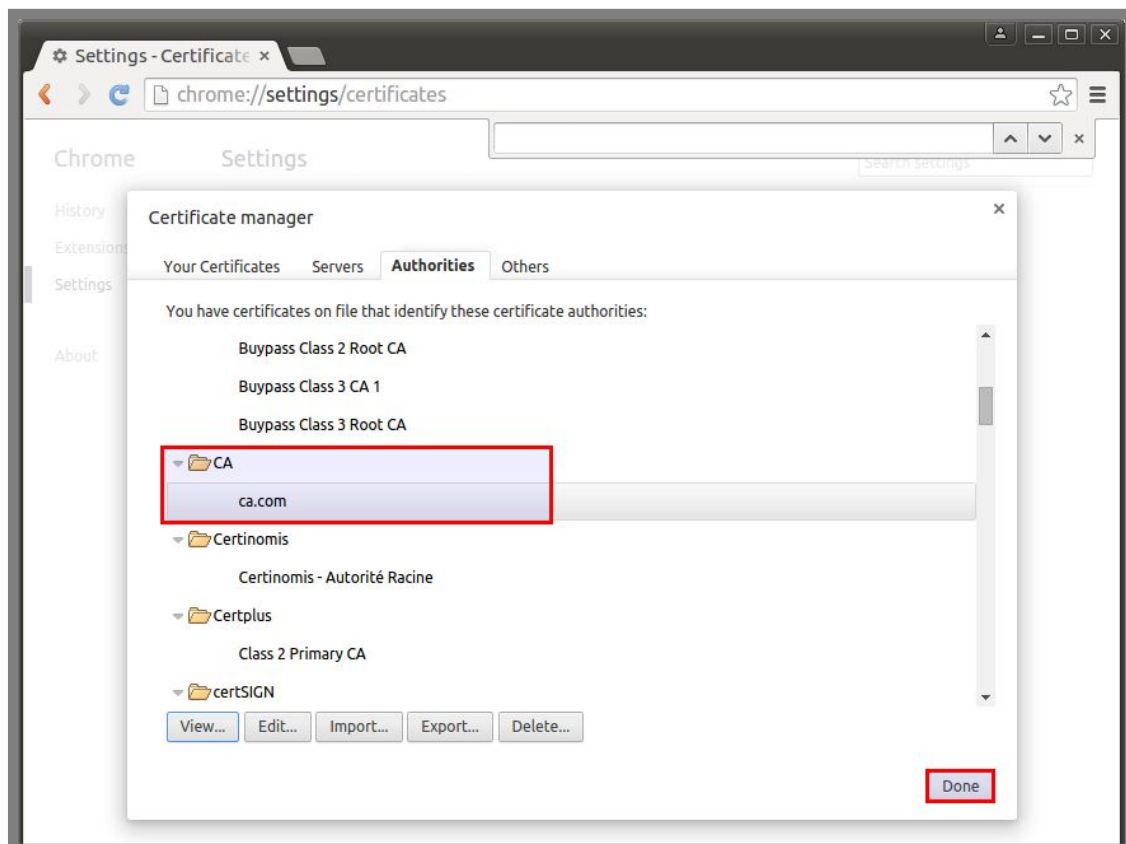 Settings - Certificate ×
chrome://settings/certificates
Chrome Settings
Search settings
History
Extensions
Settings
About
Certificate manager
Your Certificates Servers Authorities Others
You have certificates on file that identify these certificate authorities:
Buypass Class 2 Root CA
Buypass Class 3 CA 1
Buypass Class 3 Root CA
CA
ca.com
Certinomis
Certinomis - Autorité Racine
Certplus
Class 2 Primary CA
certSIGN
View... Edit... Import... Export... Delete...
Done